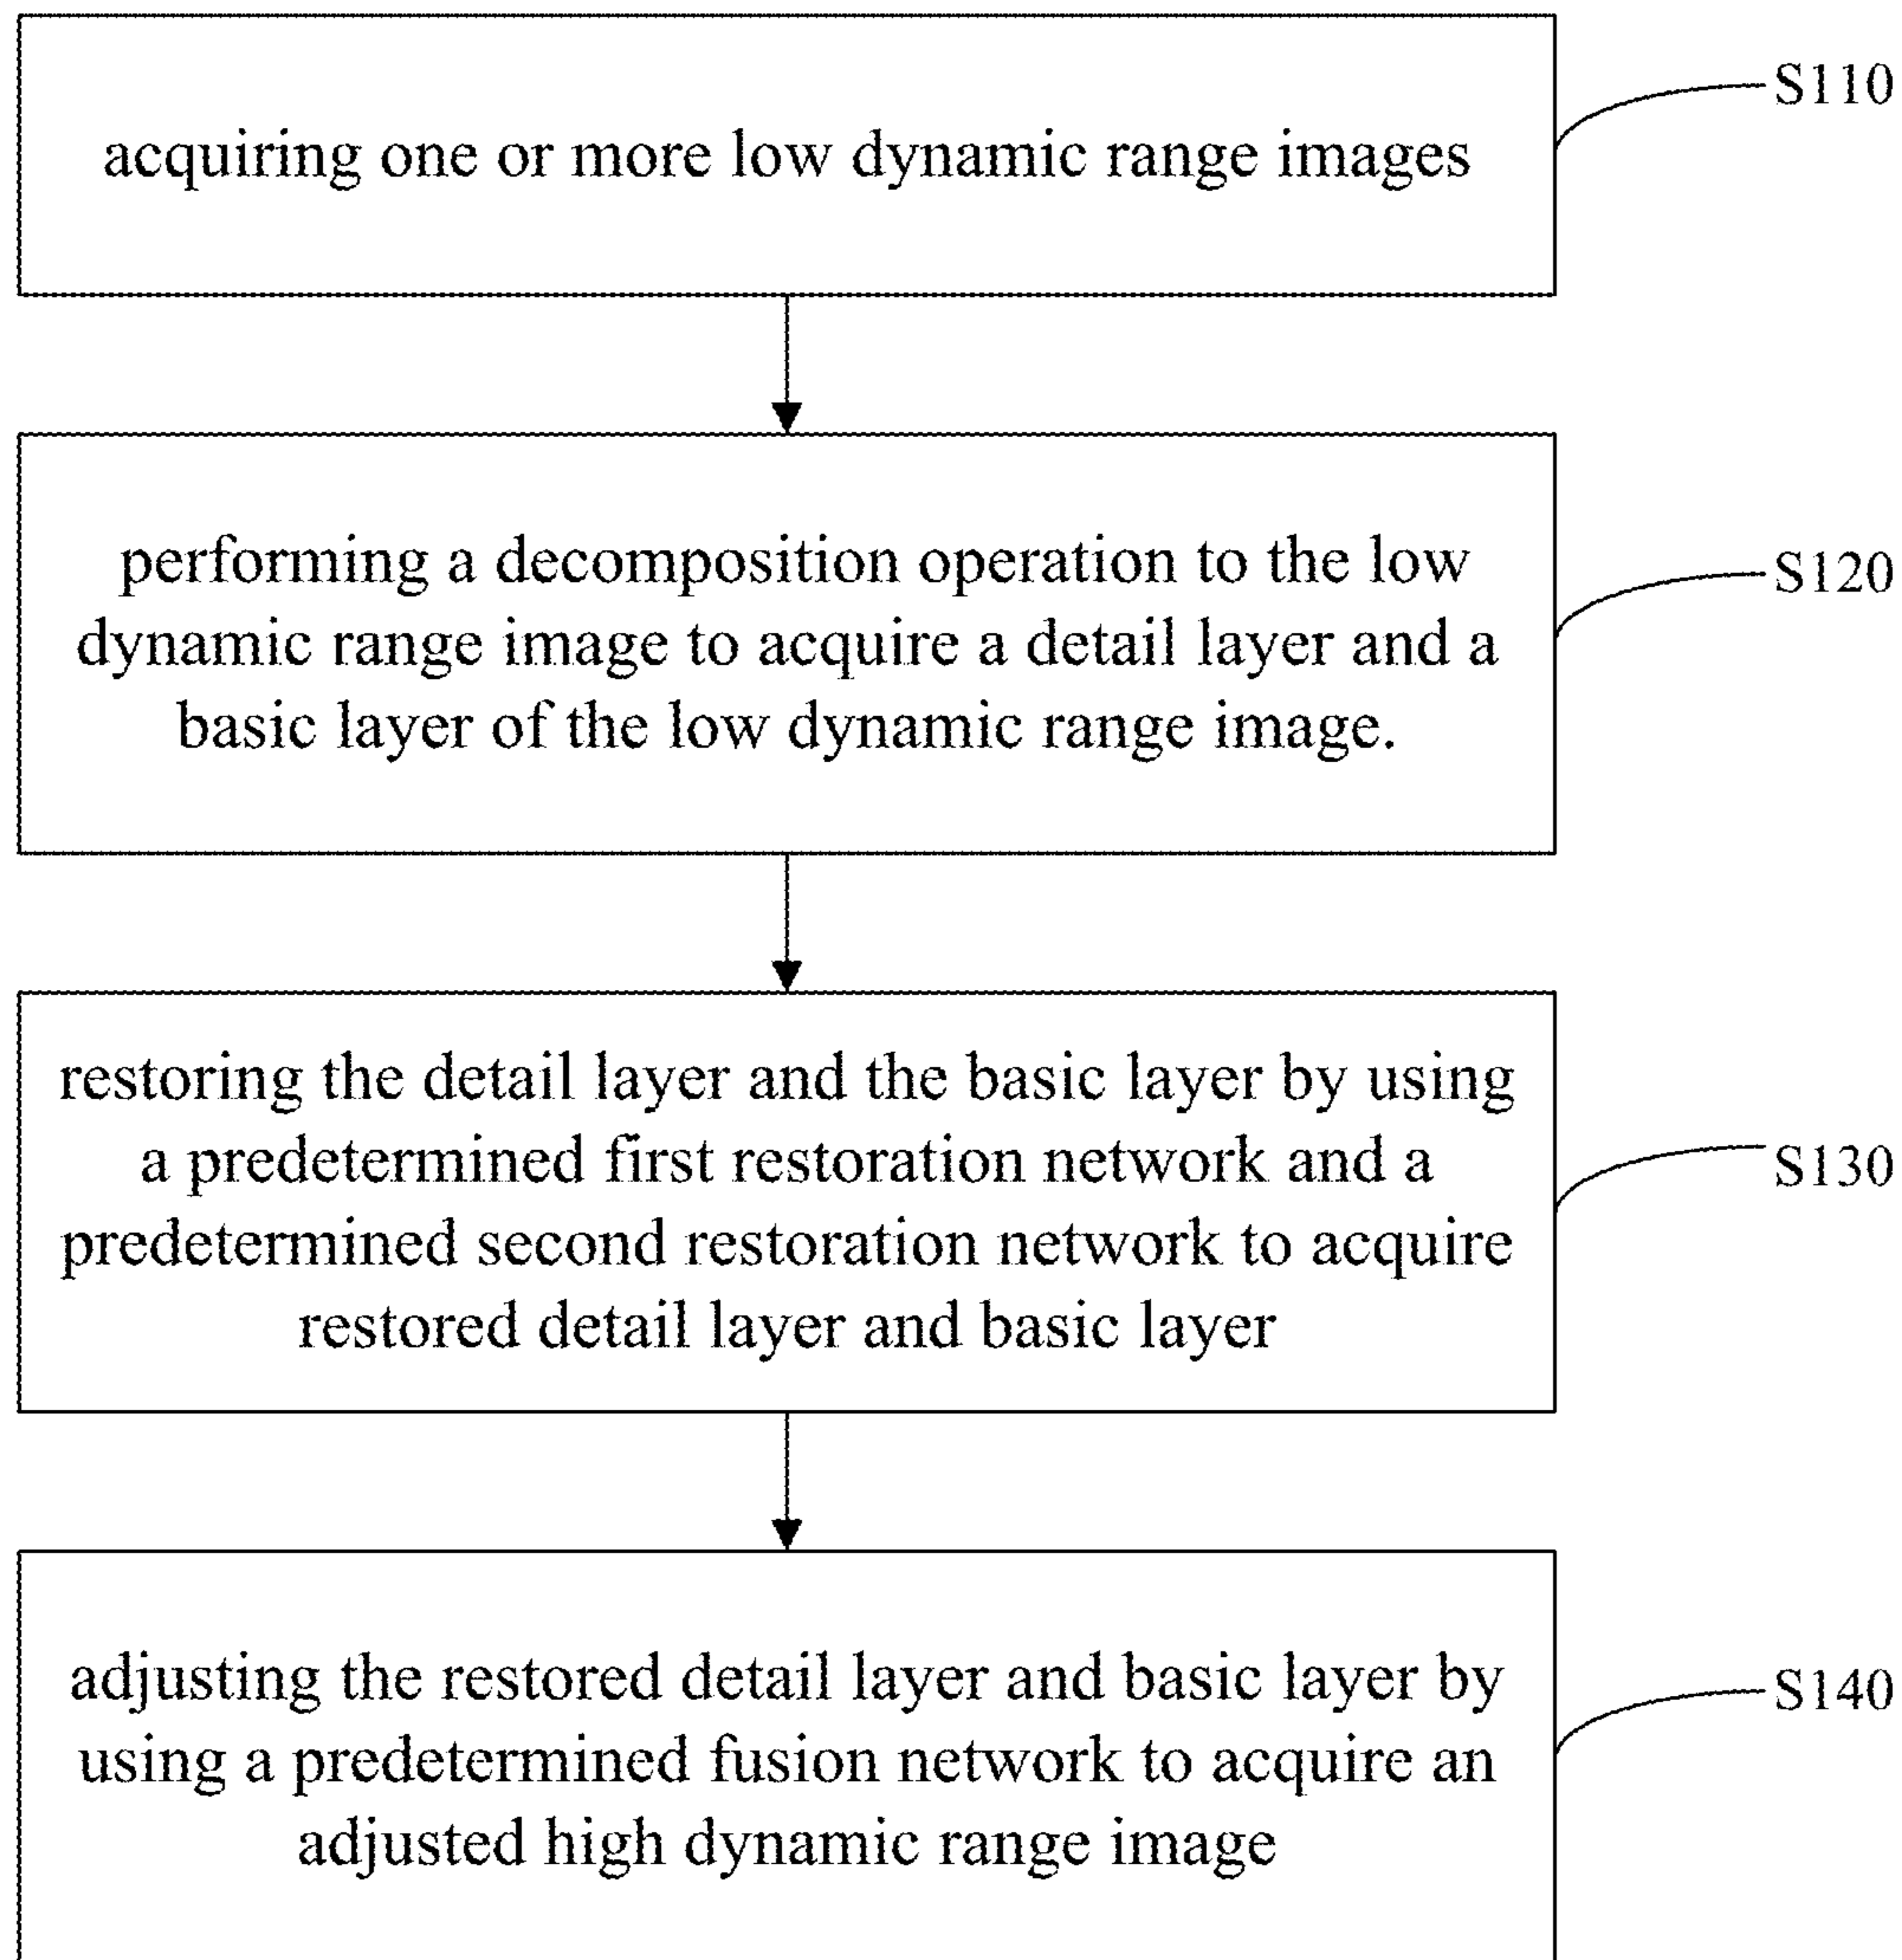 acquiring one or more low dynamic range images
S110
performing a decomposition operation to the low
dynamic range image to acquire a detail layer and a
basic layer of the low dynamic range image.
S120
restoring the detail layer and the basic layer by using
a predetermined first restoration network and a
predetermined second restoration network to acquire
restored detail layer and basic layer
S130
adjusting the restored detail layer and basic layer by
using a predetermined fusion network to acquire an
adjusted high dynamic range image
S140